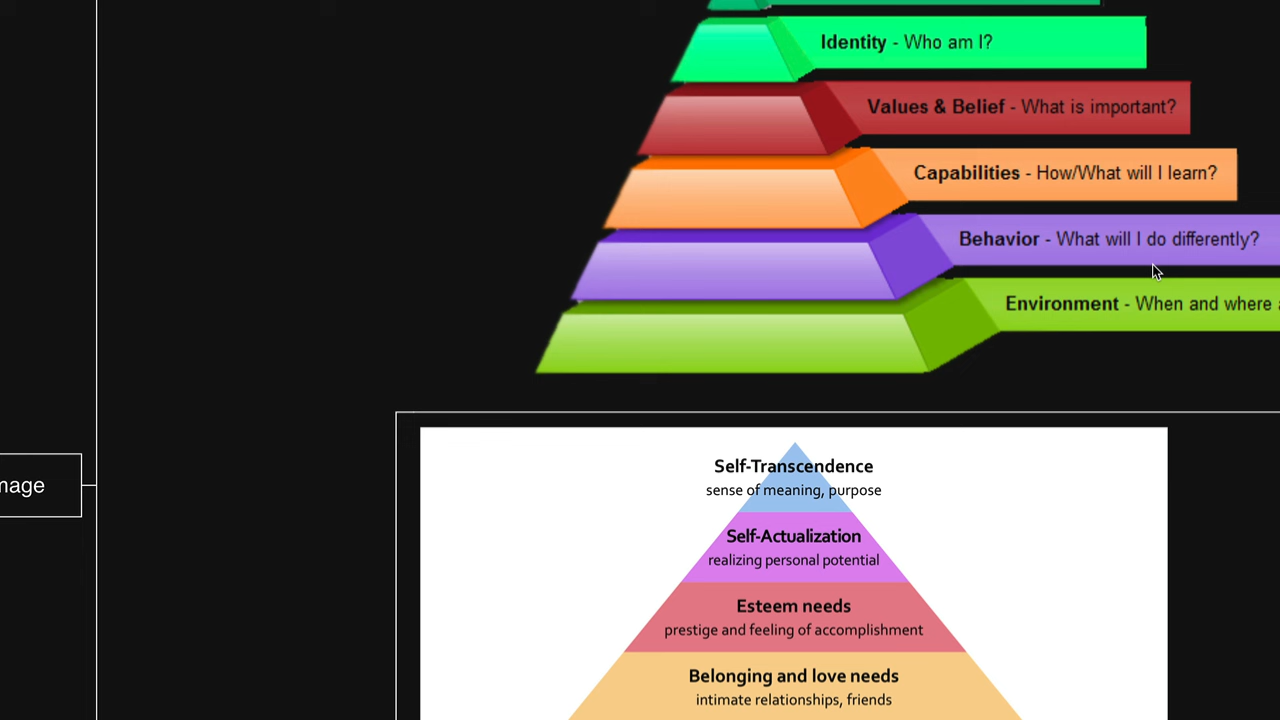 Identity - Who am I?
Values & Belief - What is important?
Capabilities - How/What will I learn?
Behavior - What will I do differently?
Environment - When and where
mage
Self-Transcendence
sense of meaning, purpose
Self-Actualization
realizing personal potential
Esteem needs
prestige and feeling of accomplishment
Belonging and love needs
intimate relationships, friends